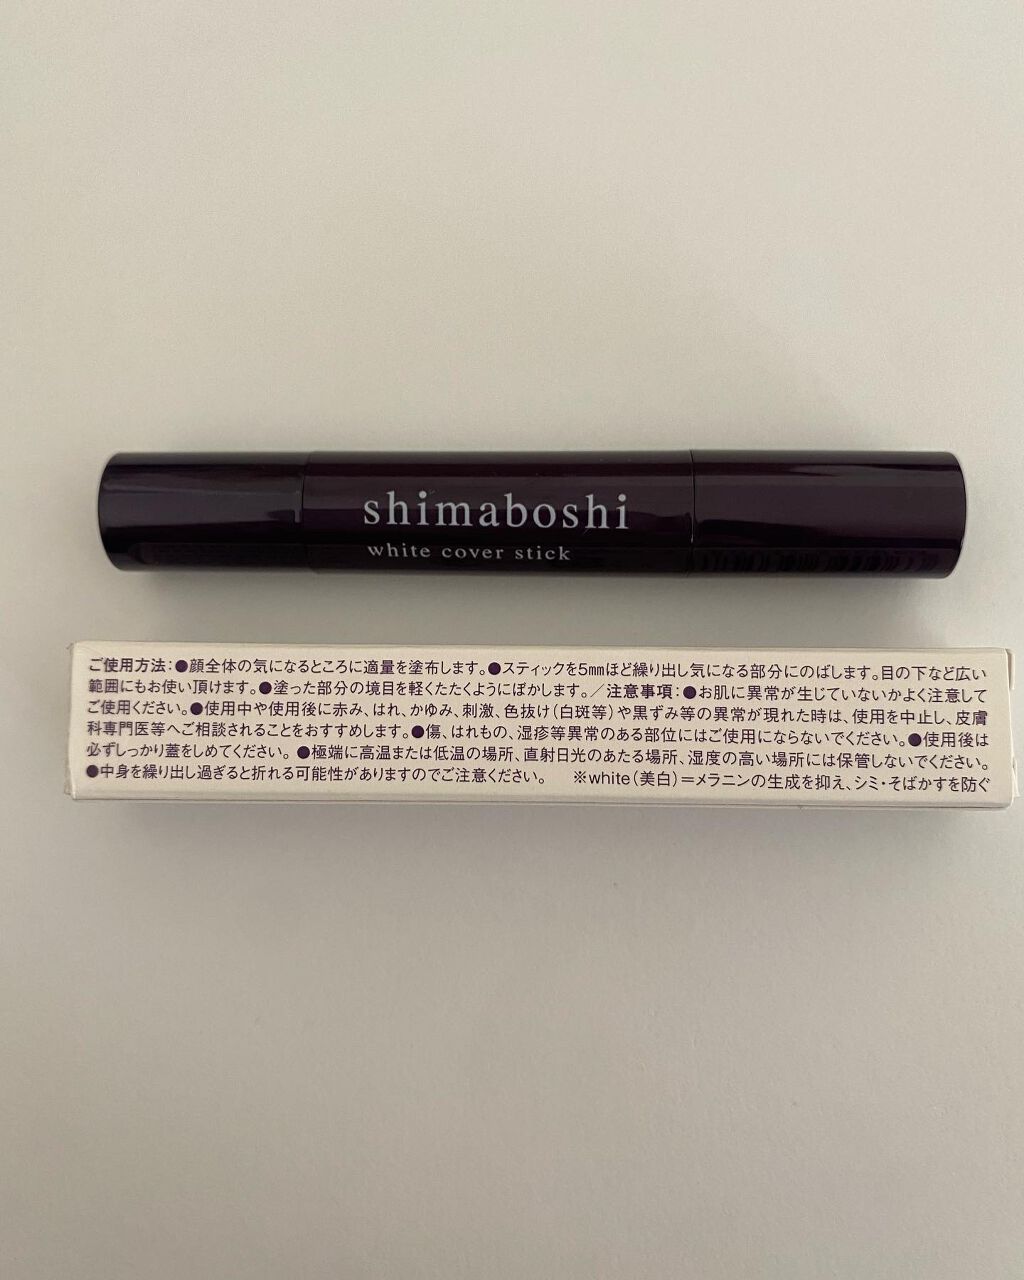 shimaboshi
white cover stick
ご使用方法:●顔全体の気になるところに適量を塗布します。●スティックを5mmほど繰り出し気になる部分にのばします。目の下など広い
範囲にもお使い頂けます。●塗った部分の境目を軽くたたくようにぼかします。／注意事項:●お肌に異常が生じていないかよく注意して
ご使用ください。●使用中や使用後に赤み、はれ、かゆみ、刺激、色抜け(白斑等)や黒ずみ等の異常が現れた時は、使用を中止し、皮膚
科専門医等へご相談されることをおすすめします。●傷、はれもの、湿疹等異常のある部位にはご使用にならないでください。●使用後は
必ずしっかり蓋をしめてください。●極端に高温または低温の場所、直射日光のあたる場所、湿度の高い場所には保管しないでください。
●中身を繰り出し過ぎると折れる可能性がありますのでご注意ください。　※white(美白)＝メラニンの生成を抑え、シミ・そばかすを防ぐ